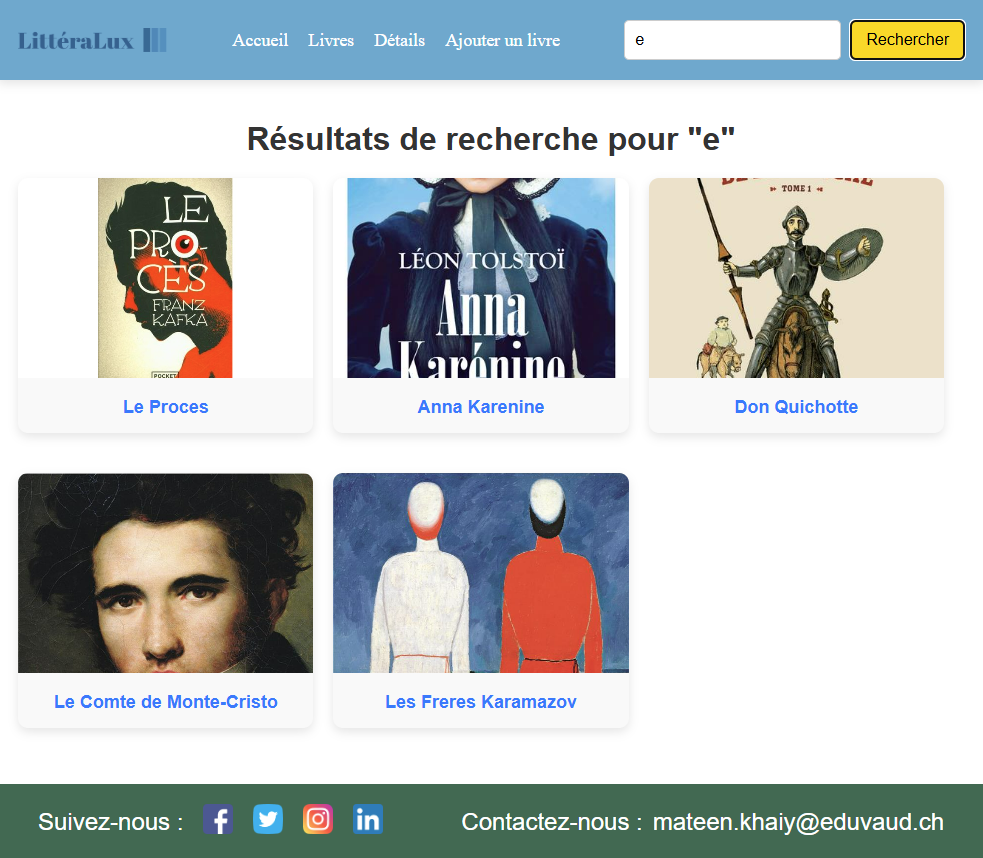 LittéraLux
Accueil Livres Détails Ajouter un livre
e
Rechercher
Résultats de recherche pour "e"
LE
PRO-
CÈS
FRANZ
KAFKA
POCKET
Le Proces
LÉON TOLSTOÏ
Anna
Karénine
Anna Karenine
TOME 1
Don Quichotte
Le Comte de Monte-Cristo
Les Freres Karamazov
Suivez-nous :
Contactez-nous : mateen.khaiy@eduvaud.ch